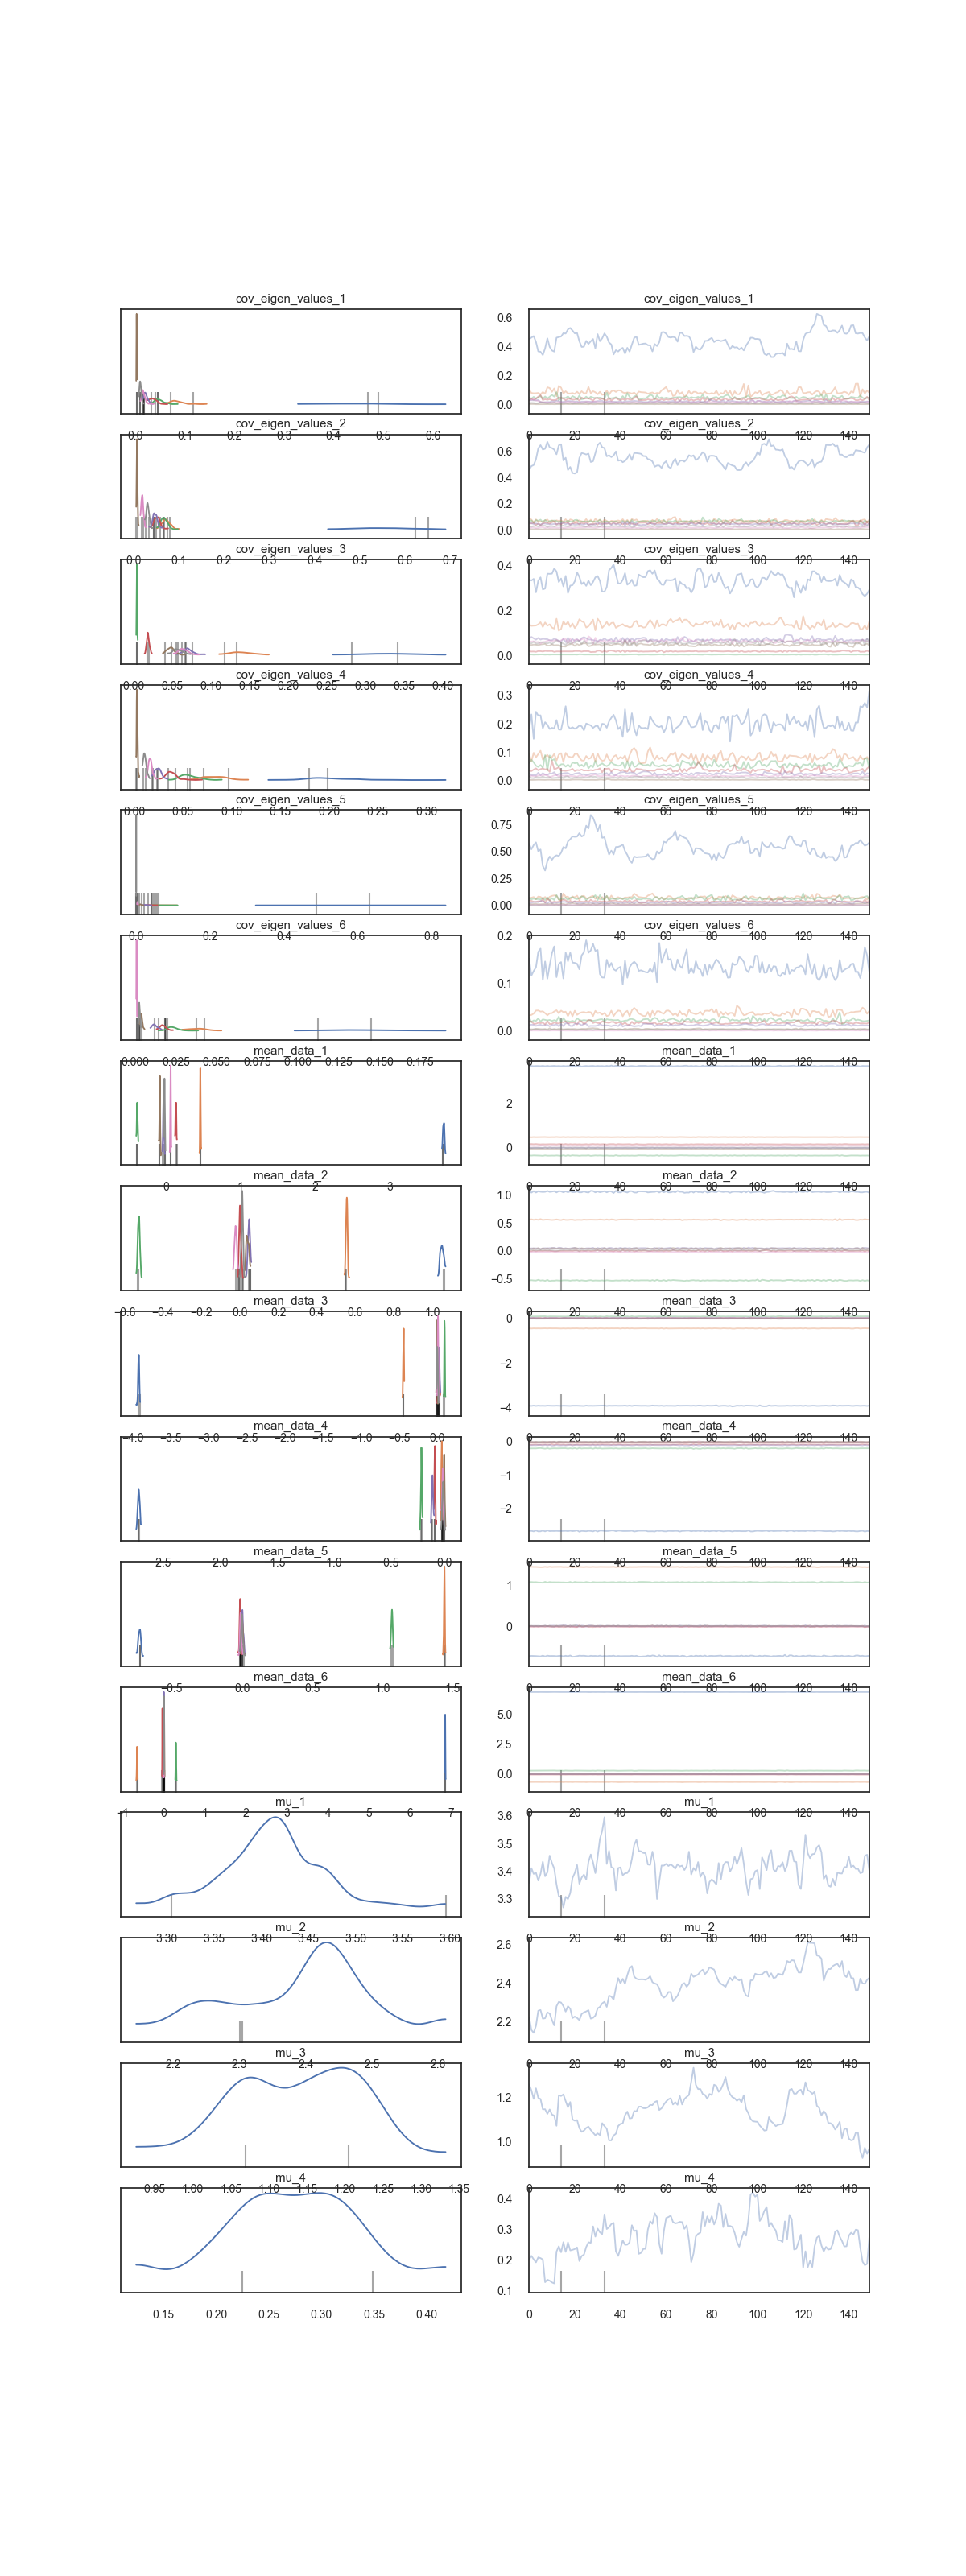 cov_eigen_values_1 cov_eigen_values_1
0.6
0.4
0.2
0.0
cov_eigen_values_2 cov_eigen_values_2
0.0 0.1 0.2 0.3 0.4 0.5 0.6 0 20 40 60 80 100 120 140
0.6
0.4
0.2
0.0
cov_eigen_values_3 cov_eigen_values_3
0.0 0.1 0.2 0.3 0.4 0.5 0.6 0.7 0 20 40 60 80 100 120 140
0.4
0.2
0.0
cov_eigen_values_4 cov_eigen_values_4
0.00 0.05 0.10 0.15 0.20 0.25 0.30 0.35 0.40 0 20 40 60 80 100 120 140
0.3
0.2
0.1
0.0
cov_eigen_values_5 cov_eigen_values_5
0.00 0.05 0.10 0.15 0.20 0.25 0.30 0 20 40 60 80 100 120 140
0.75
0.50
0.25
0.00
cov_eigen_values_6 cov_eigen_values_6
0.0 0.2 0.4 0.6 0.8 0 20 40 60 80 100 120 140
0.2
0.1
0.0
mean_data_1 mean_data_1
0.000 0.025 0.050 0.075 0.100 0.125 0.150 0.175 0 20 40 60 80 100 120 140
2
0
mean_data_2 mean_data_2
0 1 2 3 0 20 40 60 80 100 120 140
1.0
0.5
0.0
−0.5
mean_data_3 mean_data_3
−0.6 −0.4 −0.2 0.0 0.2 0.4 0.6 0.8 1.0 0 20 40 60 80 100 120 140
0
−2
−4
mean_data_4 mean_data_4
−4.0 −3.5 −3.0 −2.5 −2.0 −1.5 −1.0 −0.5 0.0 0 20 40 60 80 100 120 140
0
−1
−2
mean_data_5 mean_data_5
−2.5 −2.0 −1.5 −1.0 −0.5 0.0 0 20 40 60 80 100 120 140
1
0
mean_data_6 mean_data_6
−0.5 0.0 0.5 1.0 1.5 0 20 40 60 80 100 120 140
5.0
2.5
0.0
mu_1 mu_1
−1 0 1 2 3 4 5 6 7 0 20 40 60 80 100 120 140
3.6
3.5
3.4
3.3
mu_2 mu_2
3.30 3.35 3.40 3.45 3.50 3.55 3.60 0 20 40 60 80 100 120 140
2.6
2.4
2.2
mu_3 mu_3
2.2 2.3 2.4 2.5 2.6 0 20 40 60 80 100 120 140
1.2
1.0
mu_4 mu_4
0.95 1.00 1.05 1.10 1.15 1.20 1.25 1.30 1.35 0 20 40 60 80 100 120 140
0.4
0.3
0.2
0.1
0.15 0.20 0.25 0.30 0.35 0.40 0 20 40 60 80 100 120 140